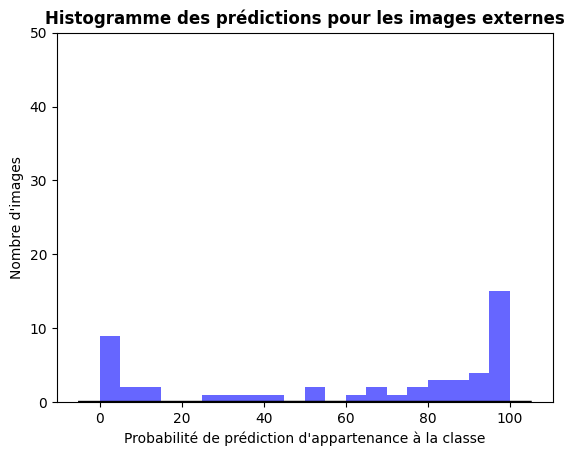 Histogramme des prédictions pour les images externes
50
40
30
20
10
0
Nombre d'images
0 20 40 60 80 100
Probabilité de prédiction d'appartenance à la classe